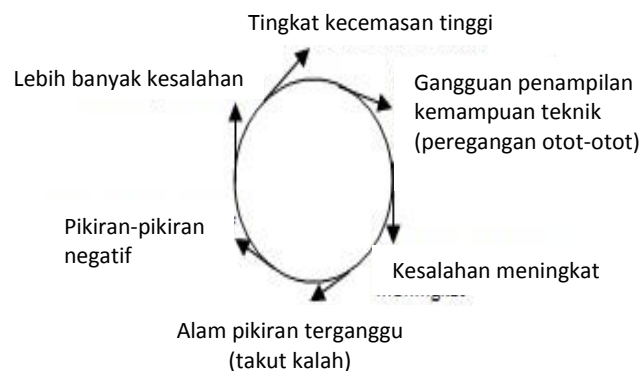 Tingkat kecemasan tinggi
Lebih banyak kesalahan
Gangguan penampilan
kemampuan teknik
(peregangan otot-otot)
Kesalahan meningkat
Alam pikiran terganggu
(takut kalah)
Pikiran-pikiran
negatif